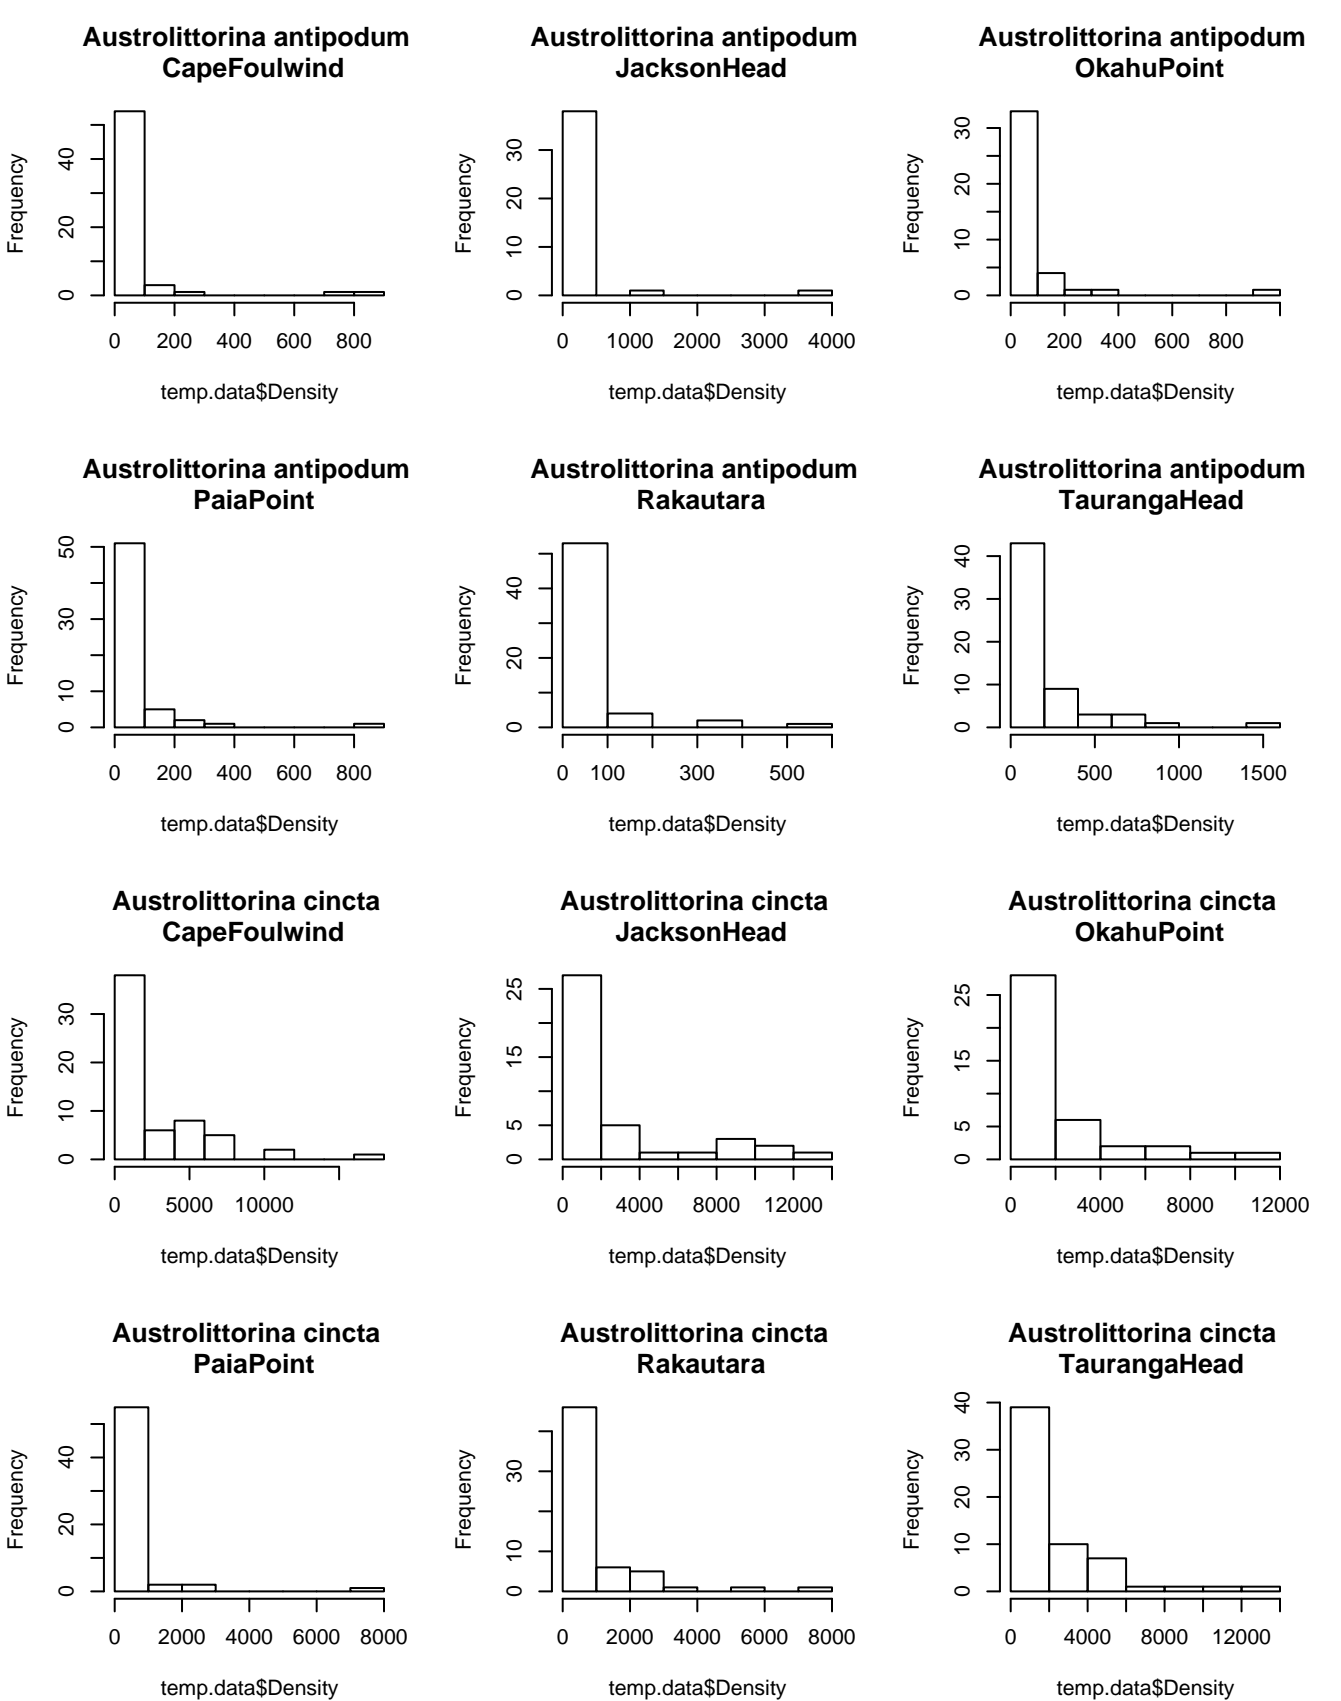 Austrolittorina antipodum
CapeFoulwind
Frequency
0 20 40
0 200 400 600 800
temp.data$Density
Austrolittorina antipodum
JacksonHead
Frequency
0 10 20 30
0 1000 2000 3000 4000
temp.data$Density
Austrolittorina antipodum
OkahuPoint
Frequency
0 10 20 30
0 200 400 600 800
temp.data$Density
Austrolittorina antipodum
PaiaPoint
Frequency
0 10 30 50
0 200 400 600 800
temp.data$Density
Austrolittorina antipodum
Rakautara
Frequency
0 20 40
0 100 300 500
temp.data$Density
Austrolittorina antipodum
TaurangaHead
Frequency
0 10 20 30 40
0 500 1000 1500
temp.data$Density
Austrolittorina cincta
CapeFoulwind
Frequency
0 10 20 30
0 5000 10000
temp.data$Density
Austrolittorina cincta
JacksonHead
Frequency
0 5 15 25
0 4000 8000 12000
temp.data$Density
Austrolittorina cincta
OkahuPoint
Frequency
0 5 15 25
0 4000 8000 12000
temp.data$Density
Austrolittorina cincta
PaiaPoint
Frequency
0 20 40
0 2000 4000 6000 8000
temp.data$Density
Austrolittorina cincta
Rakautara
Frequency
0 10 30
0 2000 4000 6000 8000
temp.data$Density
Austrolittorina cincta
TaurangaHead
Frequency
0 10 20 30 40
0 4000 8000 12000
temp.data$Density